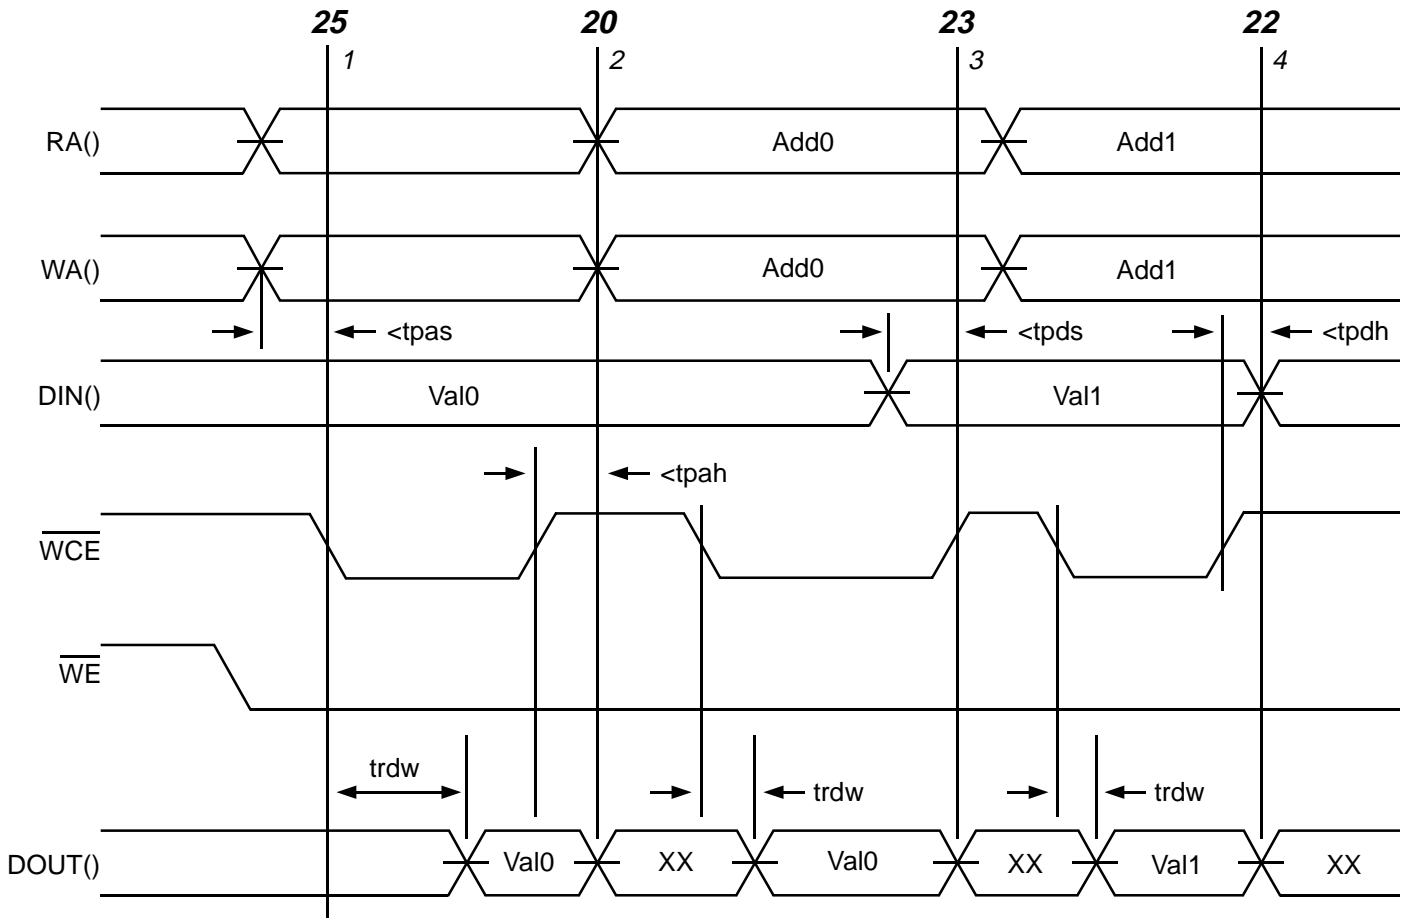 25 20 23 22
1 2 3 4
RA() Add0 Add1
WA() Add0 Add1
<tpas <tpds <tpdh
DIN() Val0 Val1
<tpah
WCE
WE
trdw trdw trdw
DOUT() Val0 XX Val0 XX Val1 XX